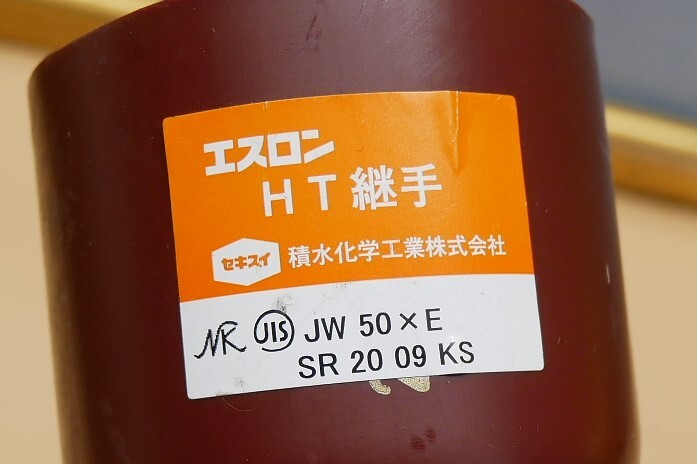 エスロン
HT継手
セキスイ 積水化学工業株式会社
NK JIS JW 50×E
SR 20 09 KS